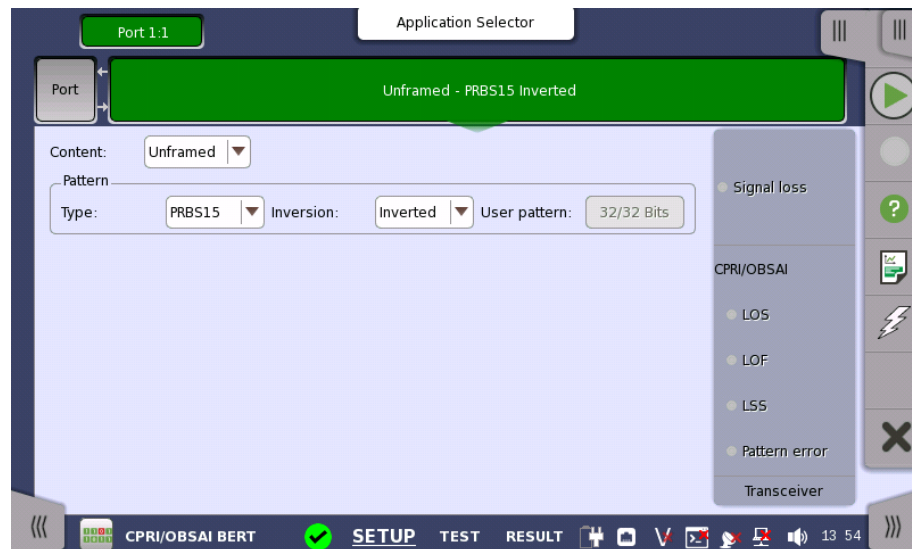 Application Selector
Port 1:1
Port
Unframed - PRBS15 Inverted
Content: Unframed
Pattern
Type: PRBS15 Inversion: Inverted User pattern: 32/32 Bits
Signal loss
CPRI/OBSAI
LOS
LOF
LSS
Pattern error
Transceiver
CPRI/OBSAI BERT SETUP TEST RESULT 13 54